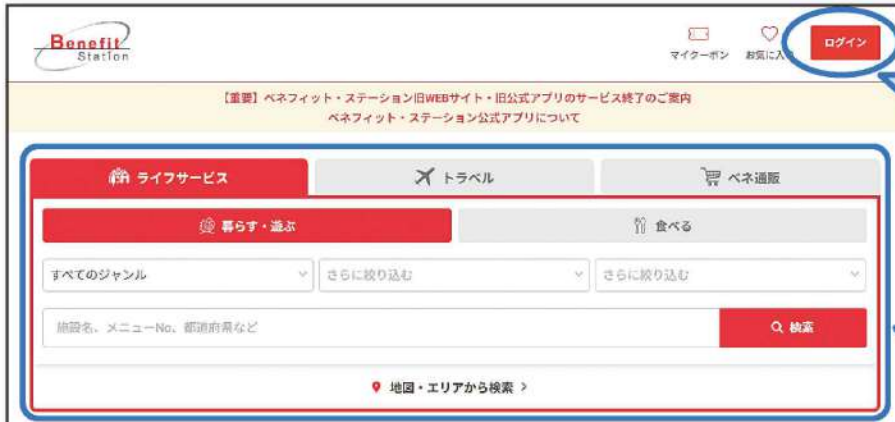 Benefit
Station
マイクーポン
お気に入
ログイン
【重要】ベネフィット・ステーション旧WEBサイト・旧公式アプリのサービス終了のご案内
ベネフィット・ステーション公式アプリについて
ライフサービス
トラベル
ベネ通販
暮らす・遊ぶ
食べる
すべてのジャンル
さらに絞り込む
さらに絞り込む
施設名、メニューNo、都道府県など
検索
地図・エリアから検索